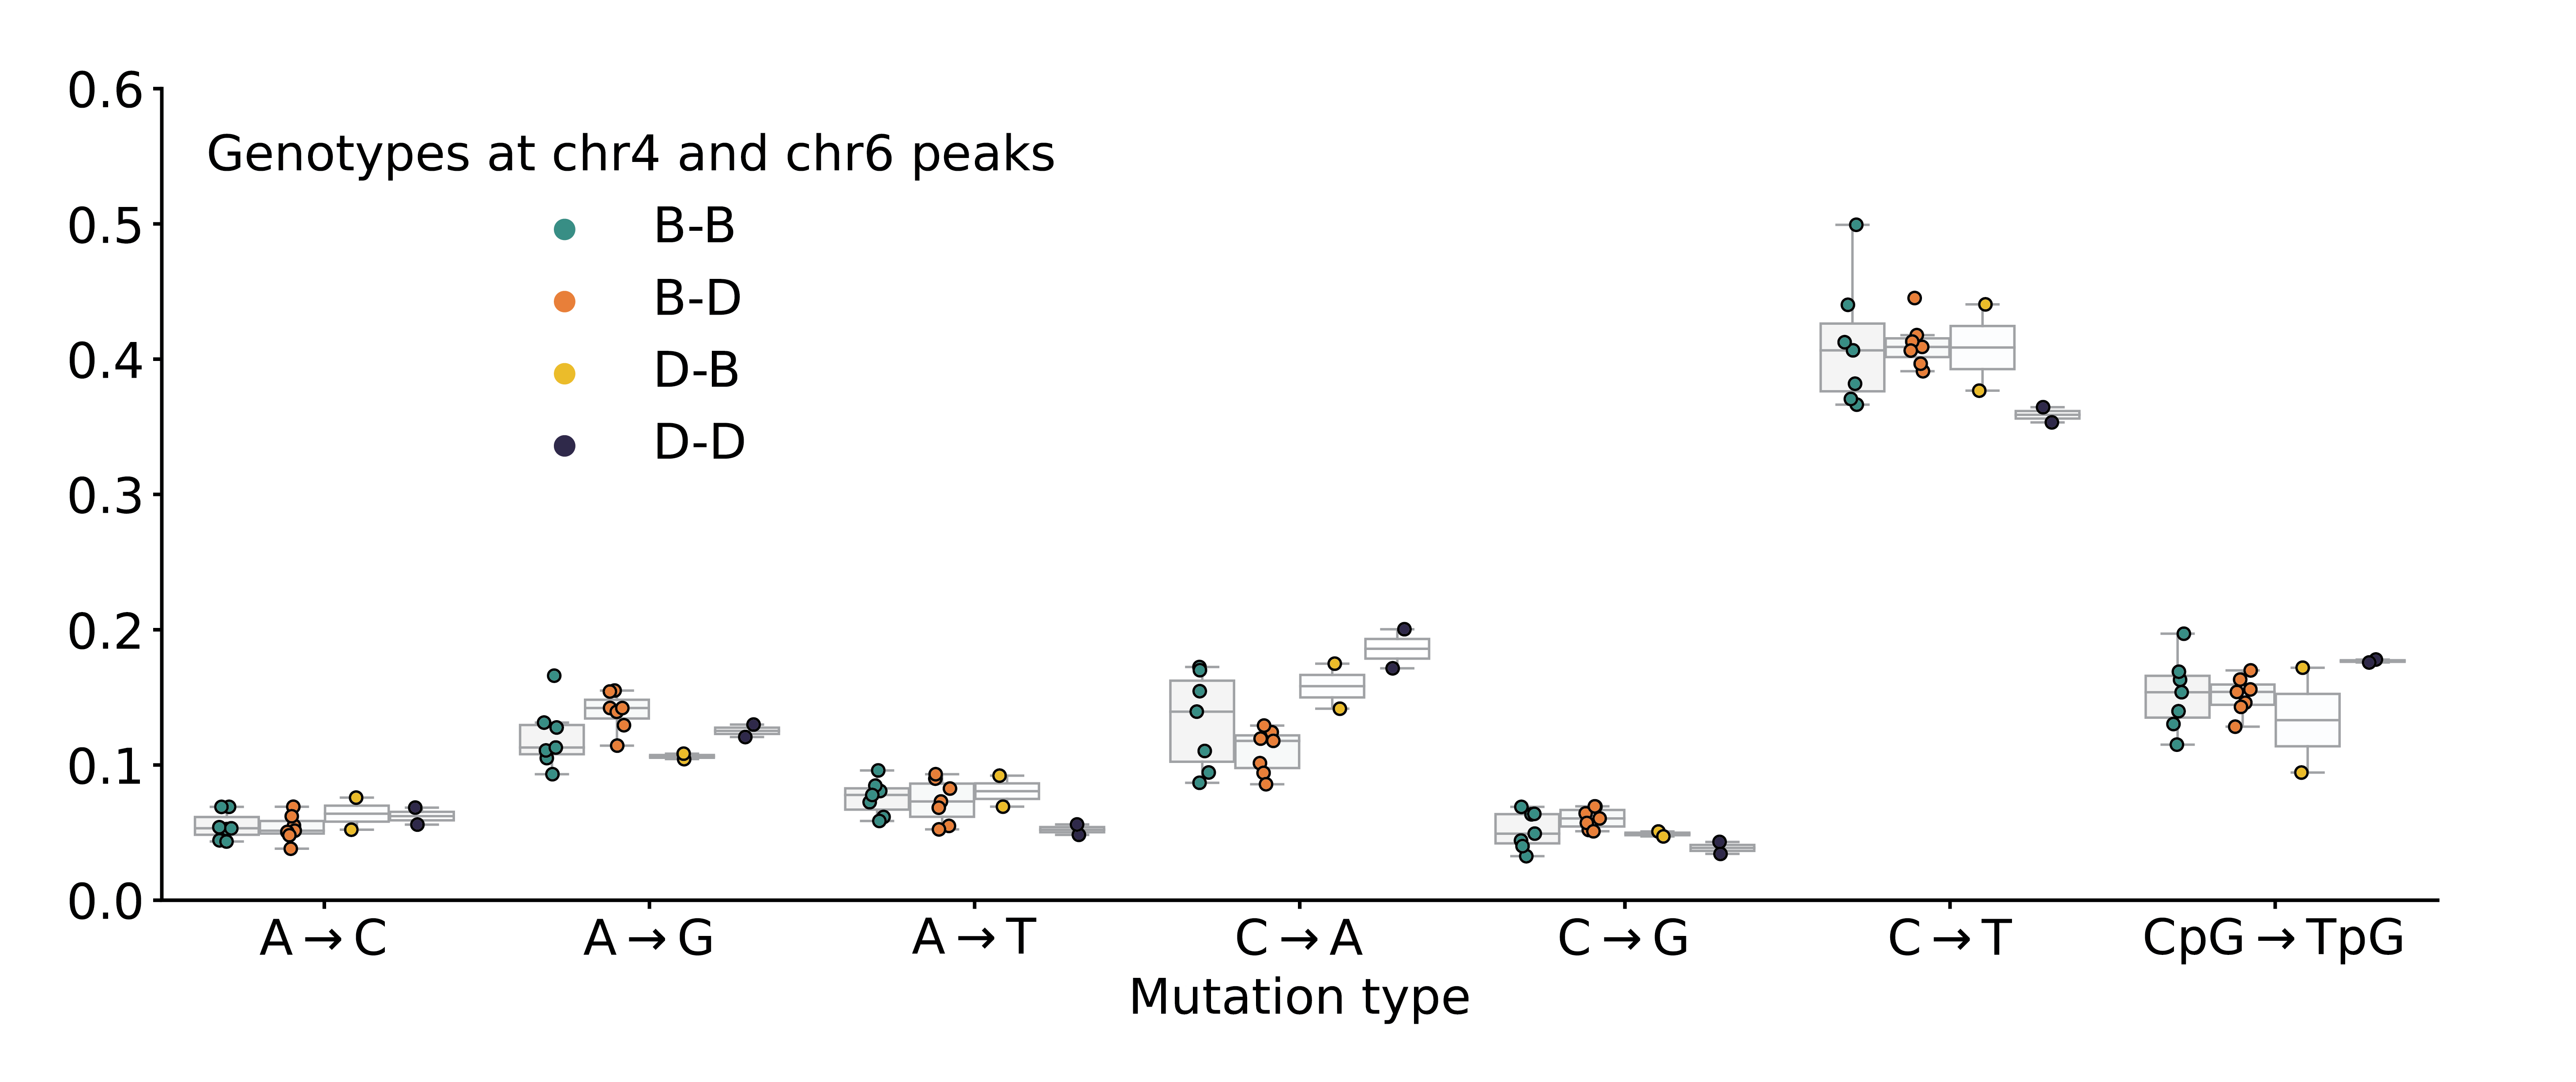 0.6
Genotypes at chr4 and chr6 peaks
0.5
B-B
B-D
0.4
D-B
D-D
0.3
0.2
0.1
0.0
A→C A→G A→T C→A C→G C→T CpG→TpG
Mutation type